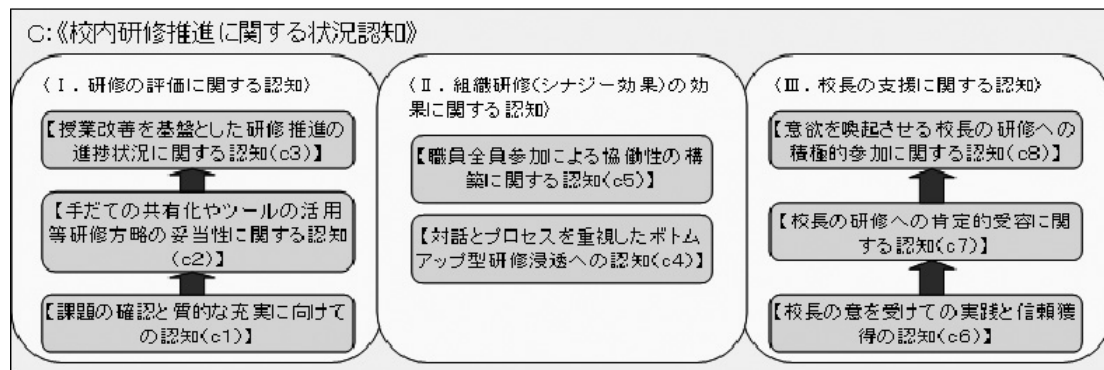 C:《校内研修推進に関する状況認知》
〈Ⅰ．研修の評価に関する認知〉
【授業改善を基盤とした研修推進の
進捗状況に関する認知(c3)】
【手だての共有化やツールの活用
等研修方略の妥当性に関する認知
(c2)】
【課題の確認と質的な充実に向けて
の認知(c1)】
〈Ⅱ．組織研修(シナジー効果)の効
果に関する認知〉
【職員全員参加による協働性の構
築に関する認知(c5)】
【対話とプロセスを重視したボトム
アップ型研修浸透への認知(c4)】
〈Ⅲ．校長の支援に関する認知〉
【意欲を喚起させる校長の研修への
積極的参加に関する認知(c8)】
【校長の研修への肯定的受容に関
する認知(c7)】
【校長の意を受けての実践と信頼獲
得の認知(c6)】